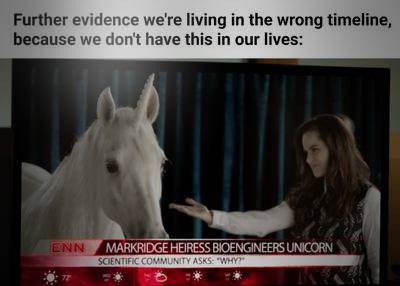 Further evidence we're living in the wrong timeline,
because we don't have this in our lives:
ENN MARKRIDGE HEIRESS BIOENGINEERS UNICORN
SCIENTIFIC COMMUNITY ASKS: "WHY?"
72°